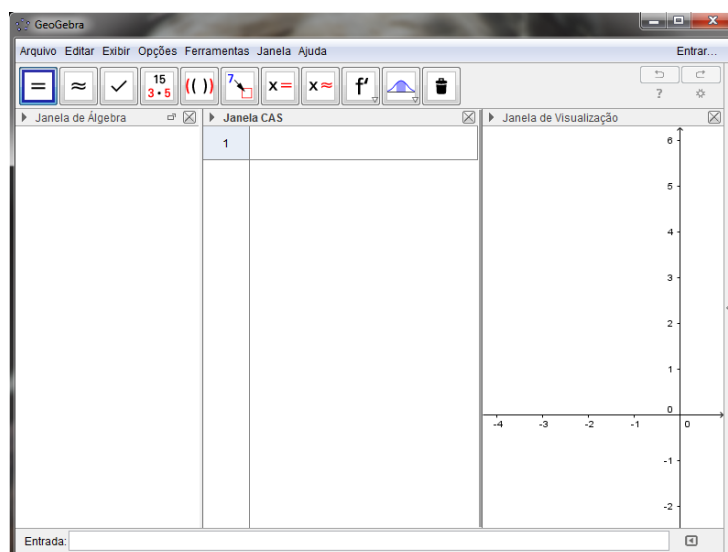 GeoGebra
Arquivo Editar Exibir Opções Ferramentas Janela Ajuda Entrar...
= ≈ ✓ 15 3·5 (( )) 7 x= x≈ f' ?
Janela de Álgebra Janela CAS Janela de Visualização
1
6
5
4
3
2
1
0
-4 -3 -2 -1 0
-1
-2
Entrada: